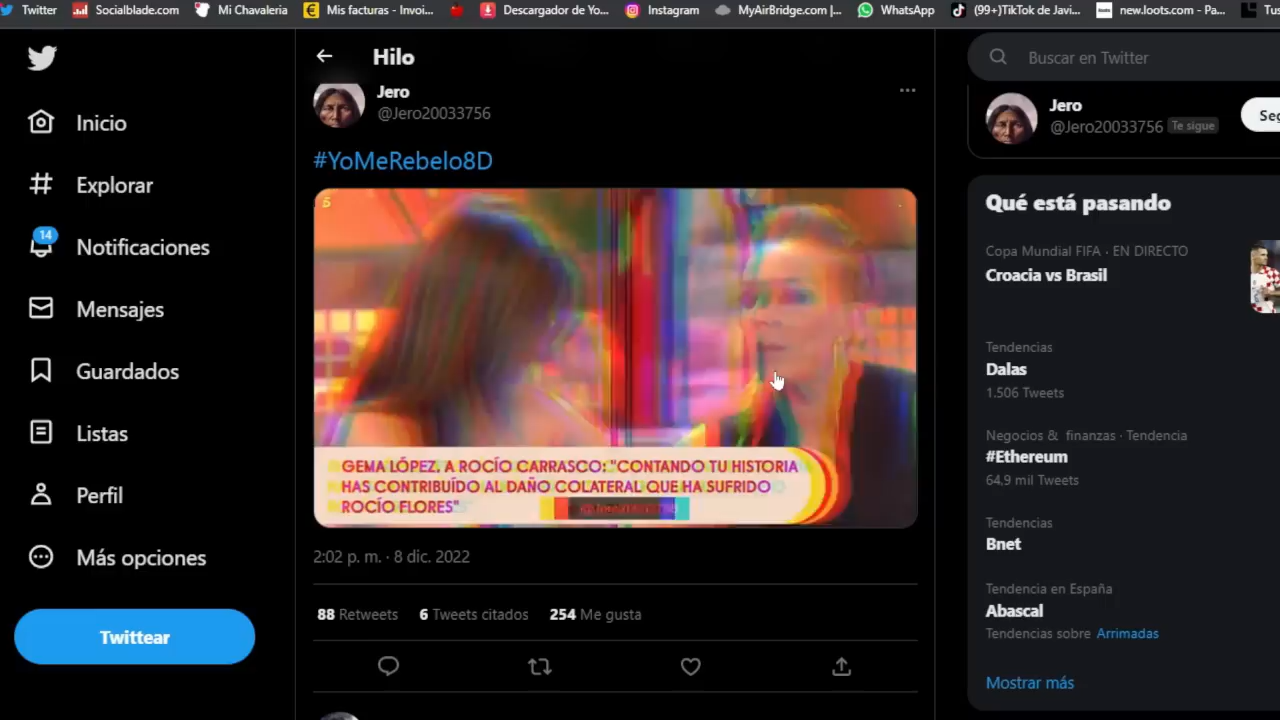 Twitter
Socialblade.com
Mi Chavaleria
Mis facturas - Invoi...
Descargador de Yo...
Instagram
MyAirbridge.com |...
WhatsApp
(99+)TikTok de Javi...
new.loots.com - Pa...
Tus
Inicio
Explorar
14
Notificaciones
Mensajes
Guardados
Listas
Perfil
Más opciones
Twittear
Hilo
Jero
@Jero20033756
#YoMeRebelo8D
5
GEMA LÓPEZ, A ROCÍO CARRASCO: "CONTANDO TU HISTORIA
HAS CONTRIBUÍDO AL DAÑO COLATERAL QUE HA SUFRIDO
ROCÍO FLORES"
2:02 p. m. · 8 dic. 2022
88 Retweets 6 Tweets citados 254 Me gusta
Buscar en Twitter
Jero
@Jero20033756 Te sigue
Seg
Qué está pasando
Copa Mundial FIFA · EN DIRECTO
Croacia vs Brasil
Tendencias
Dalas
1.506 Tweets
Negocios & finanzas · Tendencia
#Ethereum
64,9 mil Tweets
Tendencias
Bnet
Tendencia en España
Abascal
Tendencias sobre Arrimadas
Mostrar más